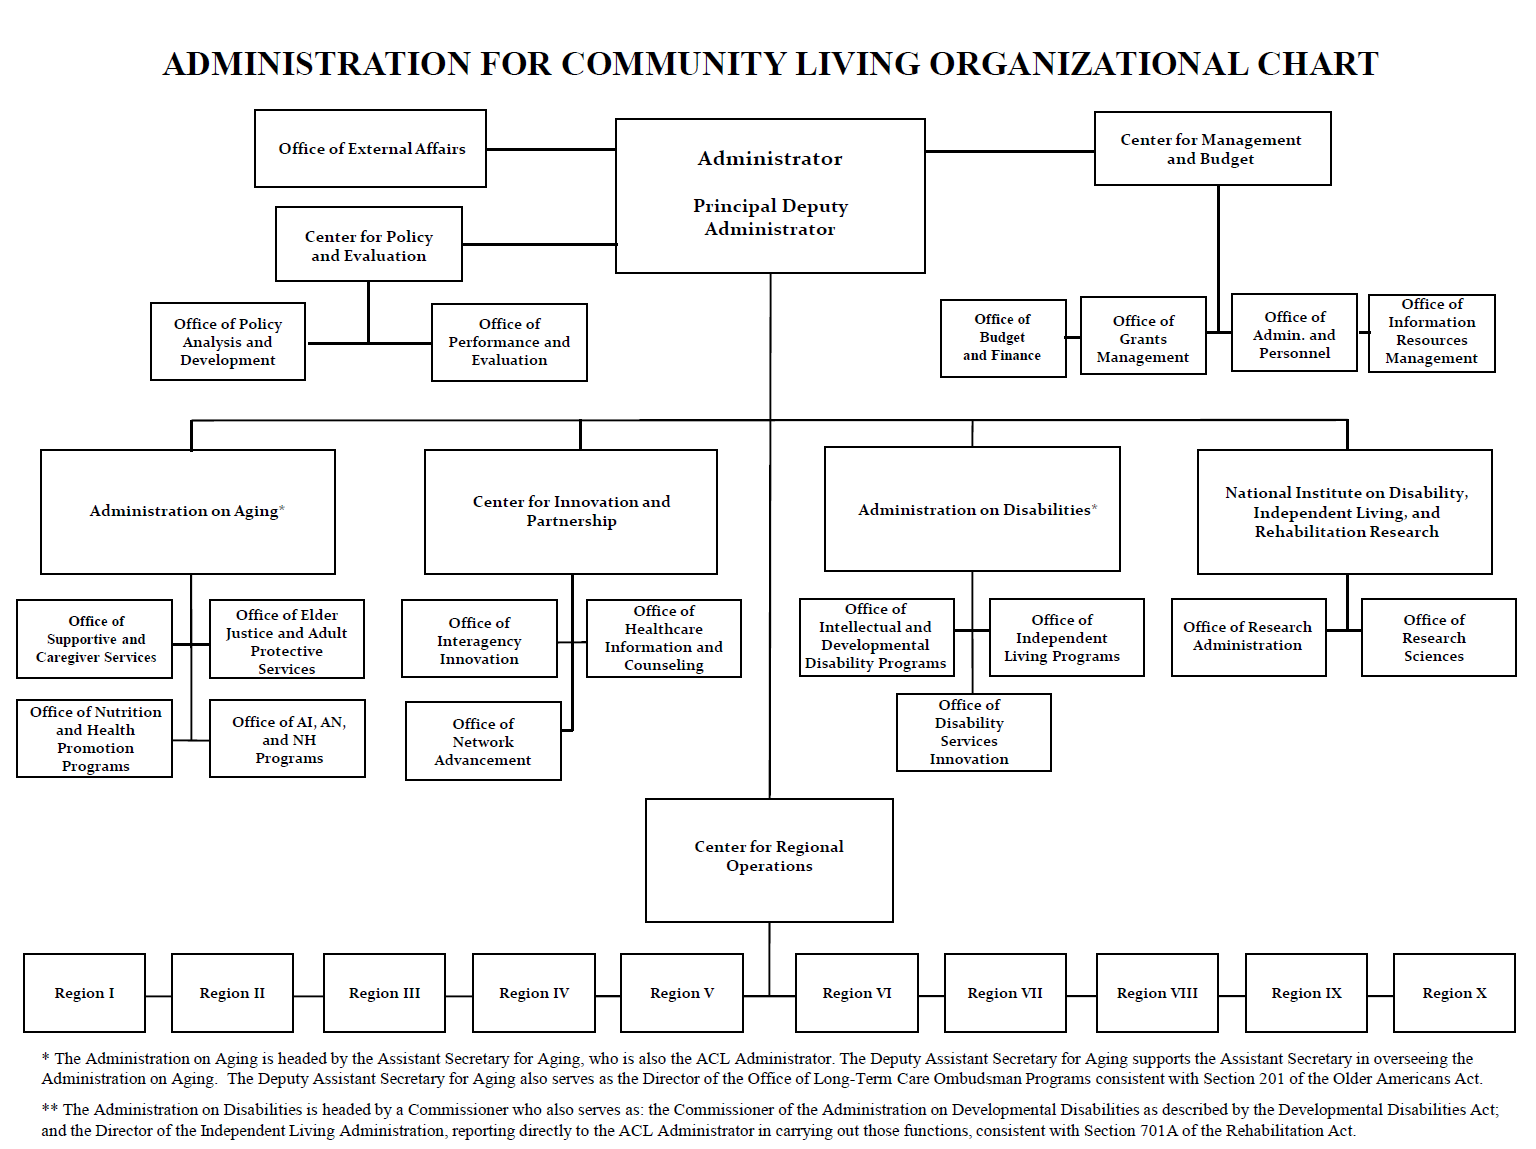 ADMINISTRATION FOR COMMUNITY LIVING ORGANIZATIONAL CHART
Office of External Affairs
Administrator
Principal Deputy
Administrator
Center for Management
and Budget
Center for Policy
and Evaluation
Office of Policy
Analysis and
Development
Office of
Performance and
Evaluation
Office of
Budget
and Finance
Office of
Grants
Management
Office of
Admin. and
Personnel
Office of
Information
Resources
Management
Administration on Aging*
Center for Innovation and
Partnership
Administration on Disabilities*
National Institute on Disability,
Independent Living, and
Rehabilitation Research
Office of
Supportive and
Caregiver Services
Office of Elder
Justice and Adult
Protective
Services
Office of
Interagency
Innovation
Office of
Healthcare
Information and
Counseling
Office of
Intellectual and
Developmental
Disability Programs
Office of
Independent
Living Programs
Office of Research
Administration
Office of
Research
Sciences
Office of Nutrition
and Health
Promotion
Programs
Office of AI, AN,
and NH
Programs
Office of
Network
Advancement
Office of
Disability
Services
Innovation
Center for Regional
Operations
Region I
Region II
Region III
Region IV
Region V
Region VI
Region VII
Region VIII
Region IX
Region X
* The Administration on Aging is headed by the Assistant Secretary for Aging, who is also the ACL Administrator. The Deputy Assistant Secretary for Aging supports the Assistant Secretary in overseeing the
Administration on Aging.  The Deputy Assistant Secretary for Aging also serves as the Director of the Office of Long-Term Care Ombudsman Programs consistent with Section 201 of the Older Americans Act.
** The Administration on Disabilities is headed by a Commissioner who also serves as: the Commissioner of the Administration on Developmental Disabilities as described by the Developmental Disabilities Act;
and the Director of the Independent Living Administration, reporting directly to the ACL Administrator in carrying out those functions, consistent with Section 701A of the Rehabilitation Act.